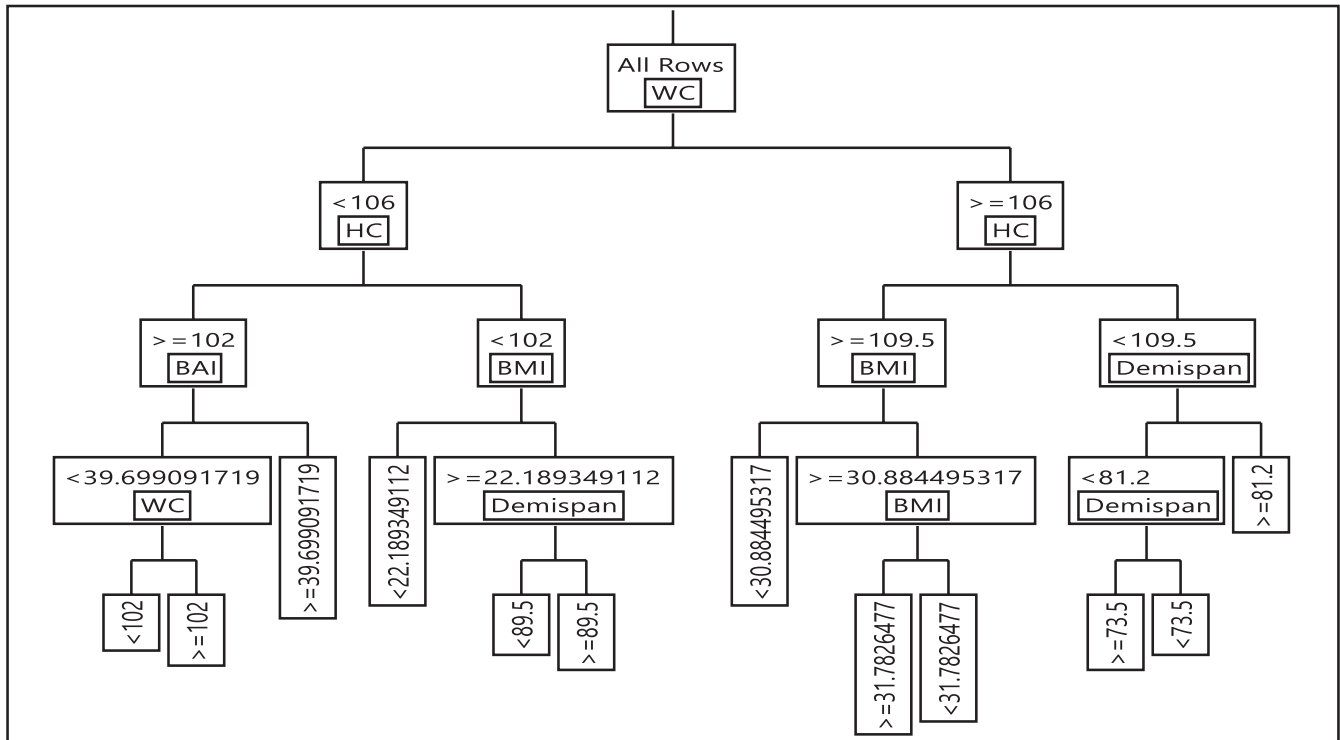 All Rows
WC
<106
HC
>=106
HC
>=102
BAI
<102
BMI
>=109.5
BMI
<109.5
Demispan
<39.699091719
WC
>=39.699091719
<22.189349112
>=22.189349112
Demispan
<30.884495317
>=30.884495317
BMI
<81.2
Demispan
>=81.2
<102
>=102
<89.5
>=89.5
>=31.7826477
<31.7826477
>=73.5
<73.5